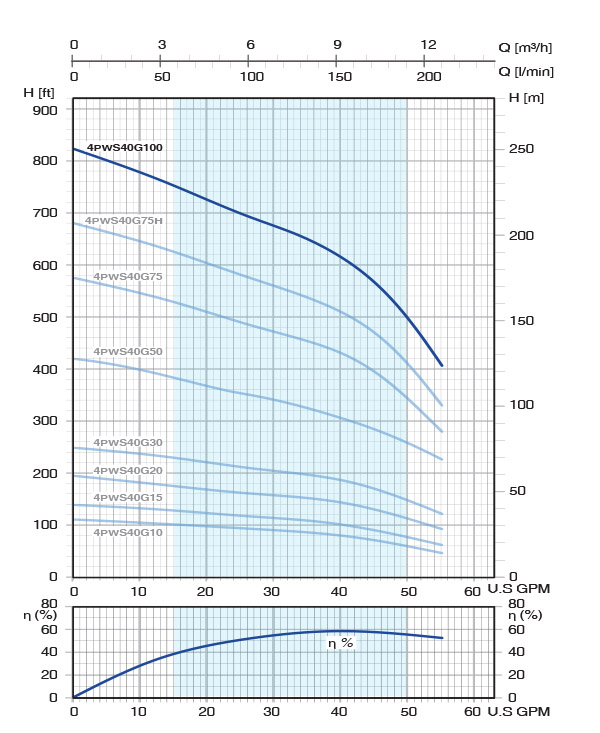 0 3 6 9 12 Q [m³/h]
0 50 100 150 200 Q [l/min]
H [ft] H [m]
900
4PWS40G100 250
800
700
4PWS40G75H 200
600
4PWS40G75
500 150
4PWS40G50
400
100
300
4PWS40G30
200 4PWS40G20
50
4PWS40G15
100
4PWS40G10
0 0
0 10 20 30 40 50 60 U.S GPM
80 80
η (%) η (%)
60 60
40 η % 40
20 20
0 0
0 10 20 30 40 50 60 U.S GPM